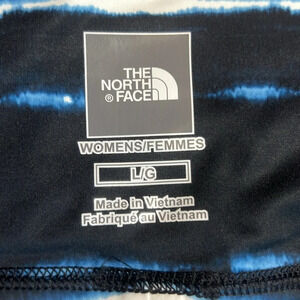 THE
NORTH
® FACE
WOMENS/FEMMES
L/G
Made in Vietnam
Fabriqué au Vietnam